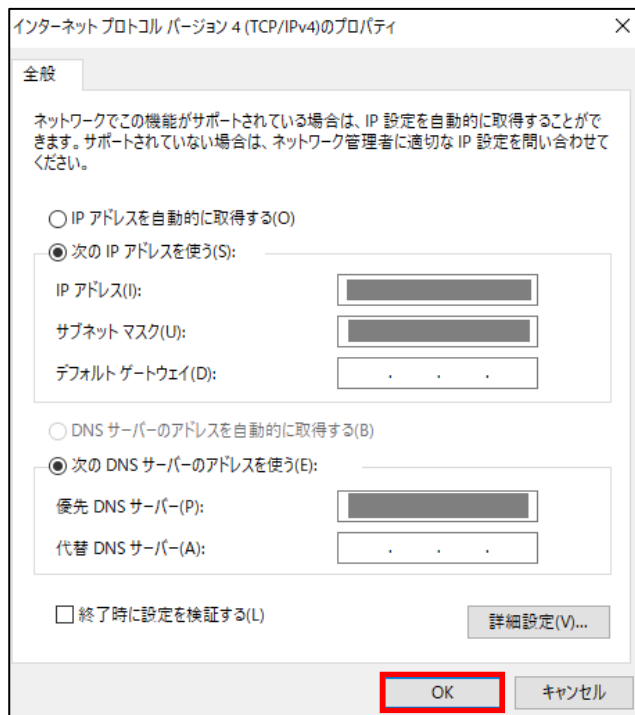 インターネット プロトコル バージョン 4 (TCP/IPv4)のプロパティ
全般
ネットワークでこの機能がサポートされている場合は、IP 設定を自動的に取得することがで
きます。サポートされていない場合は、ネットワーク管理者に適切な IP 設定を問い合わせて
ください。
IP アドレスを自動的に取得する(O)
次の IP アドレスを使う(S):
IP アドレス(I):
サブネット マスク(U):
デフォルト ゲートウェイ(D):
. . .
DNS サーバーのアドレスを自動的に取得する(B)
次の DNS サーバーのアドレスを使う(E):
優先 DNS サーバー(P):
代替 DNS サーバー(A):
. . .
終了時に設定を検証する(L)
詳細設定(V)...
OK
キャンセル